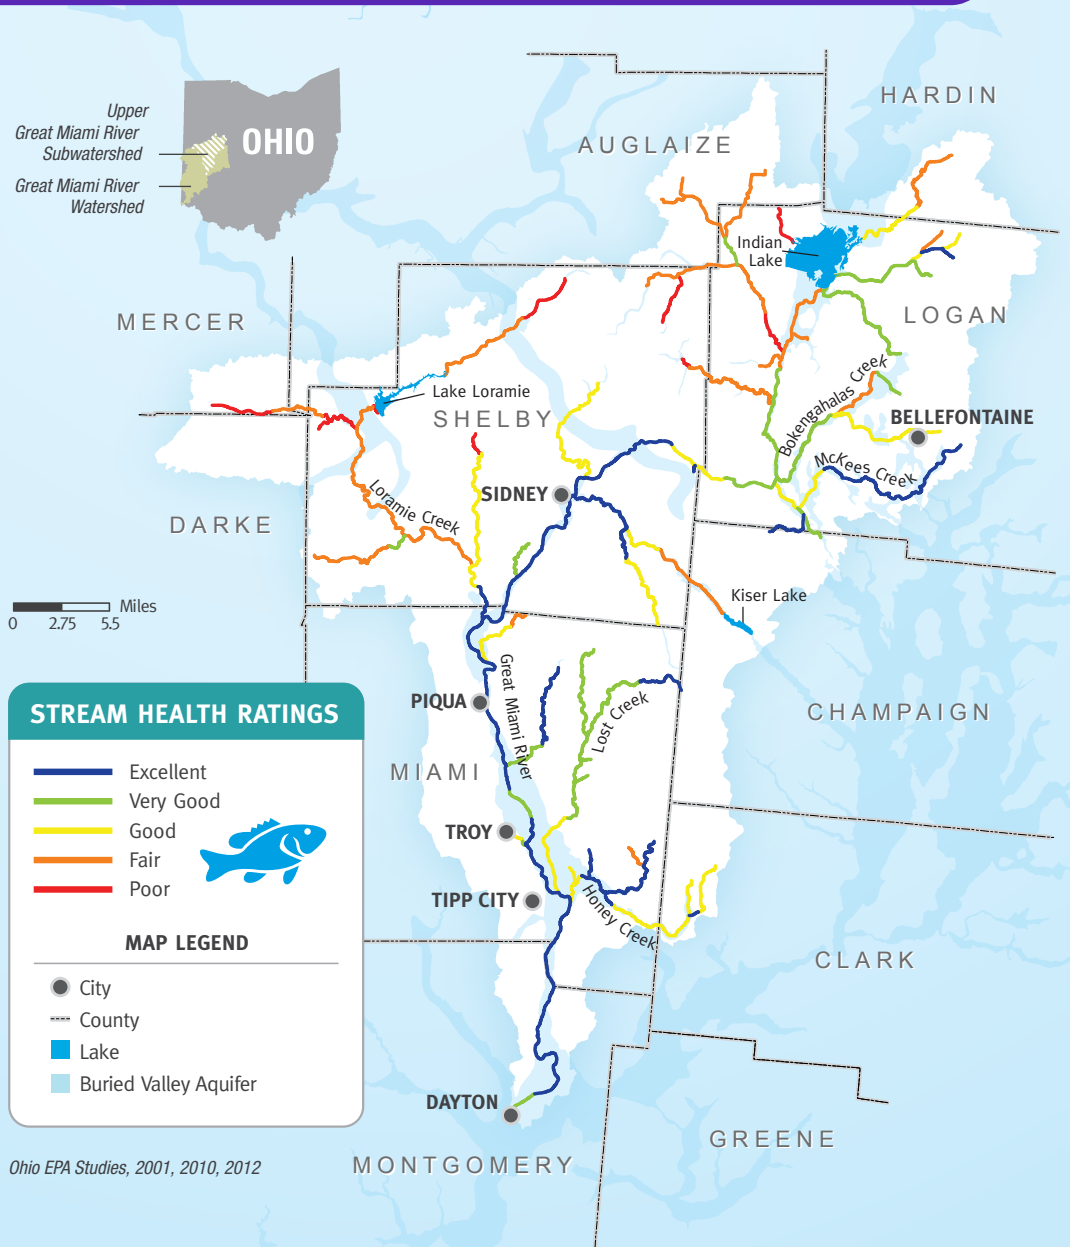 HARDIN
AUGLAIZE
Upper
Great Miami River
Subwatershed
OHIO
Great Miami River
Watershed
Indian
Lake
MERCER
LOGAN
Lake Loramie
SHELBY
Bokengahalas Creek
BELLEFONTAINE
McKees Creek
SIDNEY
Loramie Creek
DARKE
Kiser Lake
Miles
0 2.75 5.5
Great Miami River
PIQUA
Lost Creek
CHAMPAIGN
STREAM HEALTH RATINGS
Excellent
Very Good
Good
Fair
Poor
MIAMI
TROY
TIPP CITY
Honey Creek
MAP LEGEND
City
County
Lake
Buried Valley Aquifer
CLARK
DAYTON
GREENE
MONTGOMERY
Ohio EPA Studies, 2001, 2010, 2012